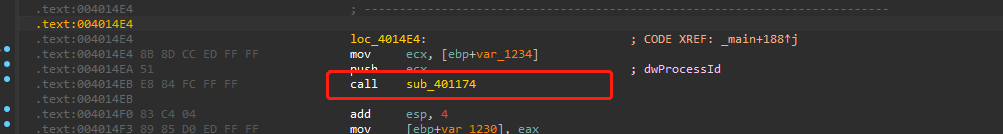 .text:004014E4 ; ---------------------------------------------------------------------------
.text:004014E4
.text:004014E4 loc_4014E4: ; CODE XREF: _main+188↑j
.text:004014E4 8B 8D CC ED FF FF mov ecx, [ebp+var_1234]
.text:004014EA 51 push ecx ; dwProcessId
.text:004014EB E8 84 FC FF FF call sub_401174
.text:004014EB
.text:004014F0 83 C4 04 add esp, 4
.text:004014F3 89 85 D0 ED FF FF mov [ebp+var_1230], eax